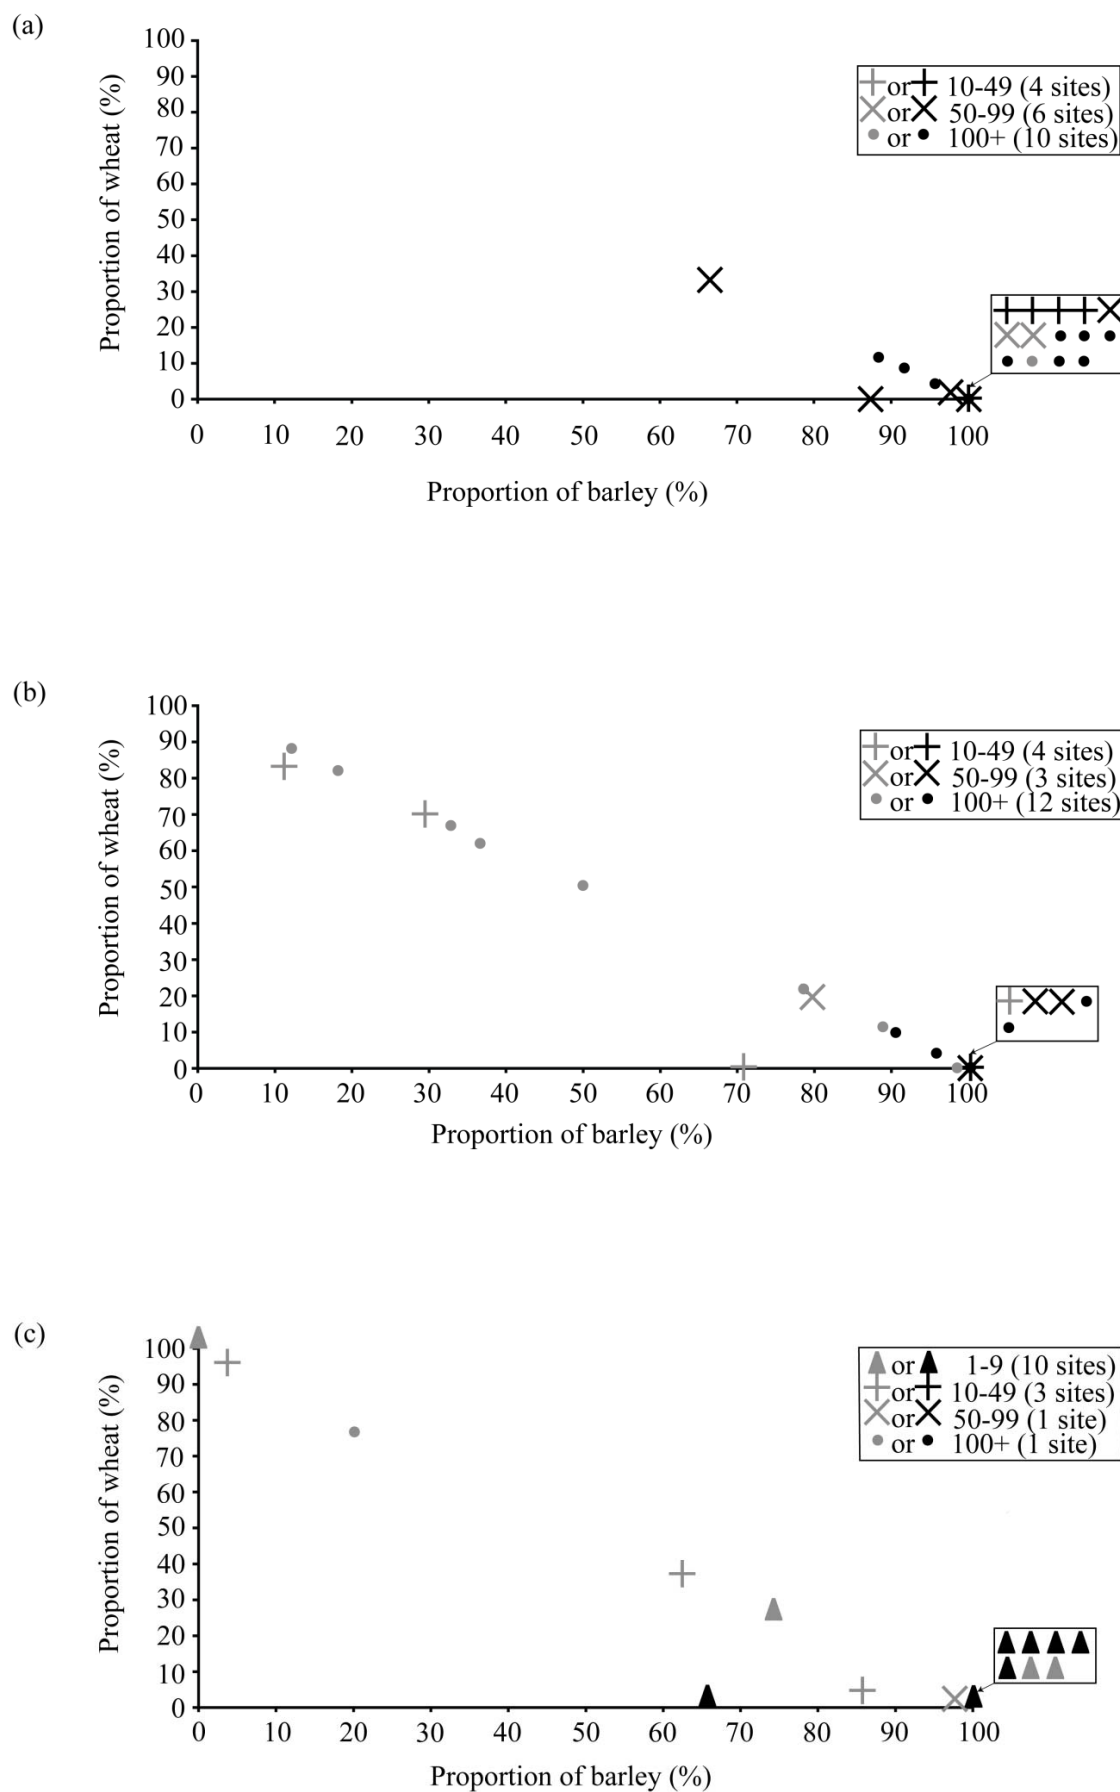 (a)
100
90
80
70
60
50
40
30
20
10
0
Proportion of wheat (%)
or 10-49 (4 sites)
or 50-99 (6 sites)
or 100+ (10 sites)
0 10 20 30 40 50 60 70 80 90 100
Proportion of barley (%)
(b)
100
90
80
70
60
50
40
30
20
10
0
Proportion of wheat (%)
or 10-49 (4 sites)
or 50-99 (3 sites)
or 100+ (12 sites)
0 10 20 30 40 50 60 70 80 90 100
Proportion of barley (%)
(c)
100
90
80
70
60
50
40
30
20
10
0
Proportion of wheat (%)
or 1-9 (10 sites)
or 10-49 (3 sites)
or 50-99 (1 site)
or 100+ (1 site)
0 10 20 30 40 50 60 70 80 90 100
Proportion of barley (%)